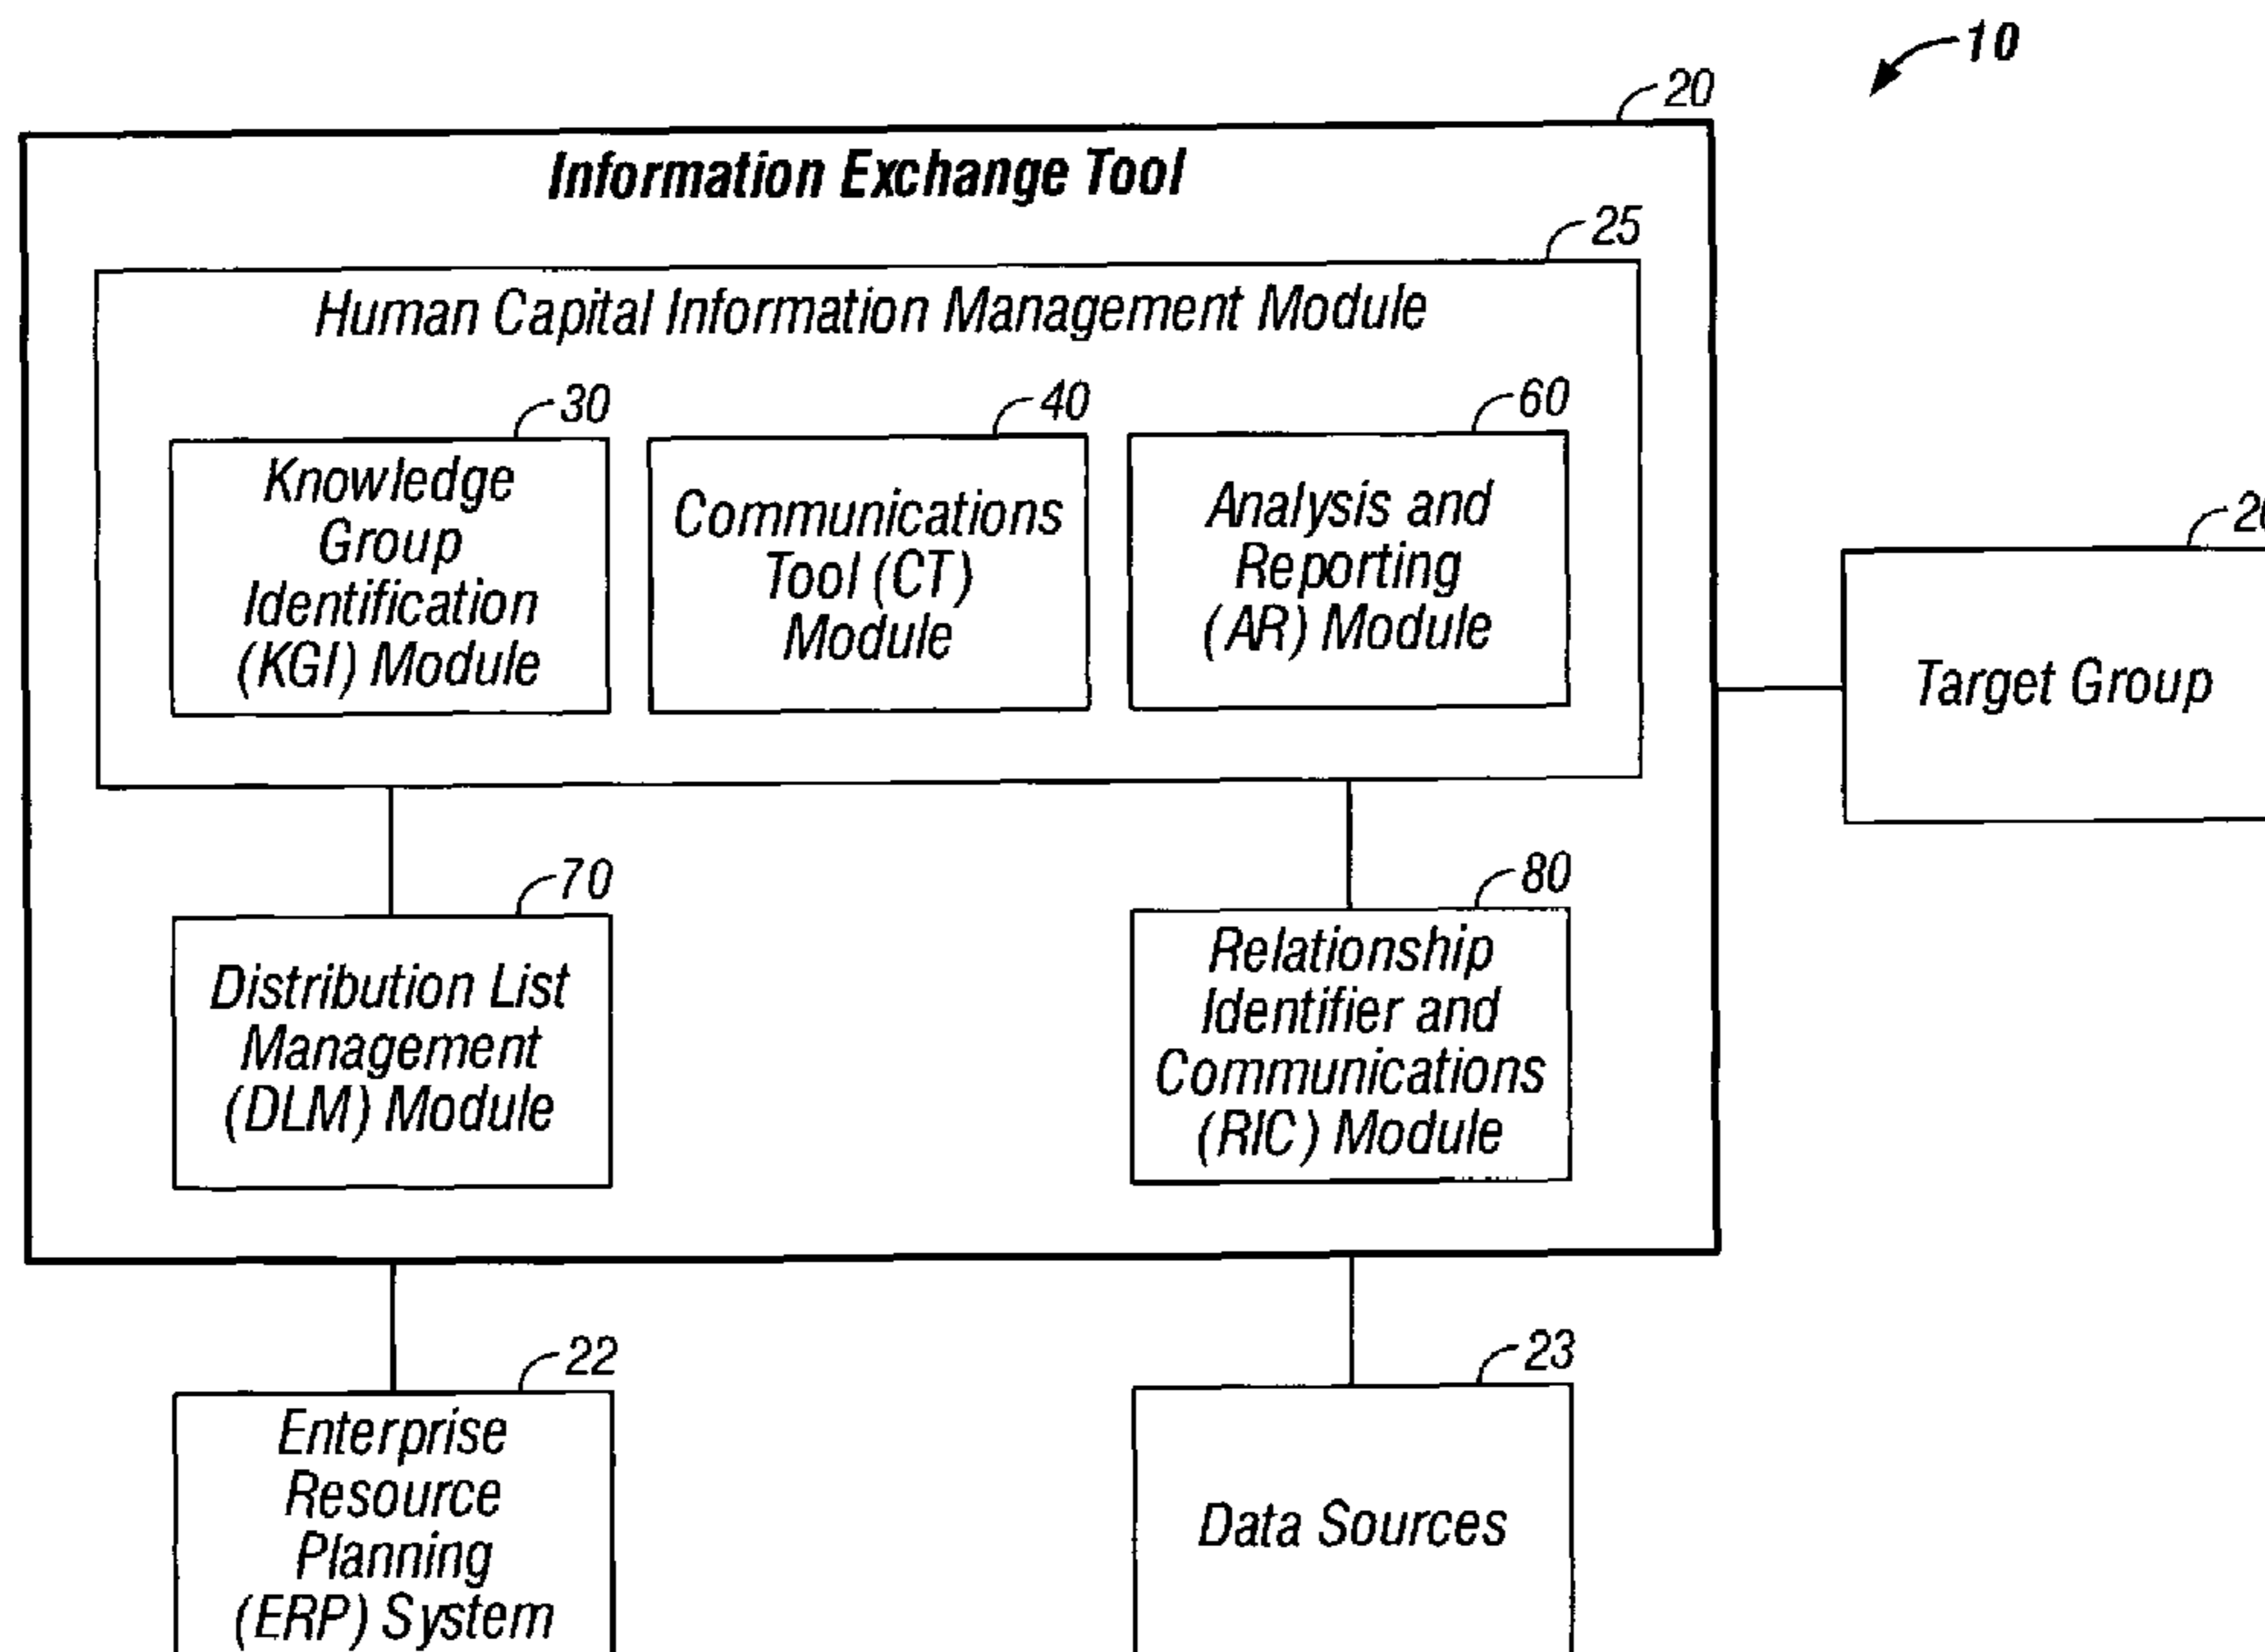 10
20
Information Exchange Tool
25
Human Capital Information Management Module
30
40
60
Knowledge
Group
Identification
(KGI) Module
Communications
Tool (CT)
Module
Analysis and
Reporting
(AR) Module
Target Group
70
80
Distribution List
Management
(DLM) Module
Relationship
Identifier and
Communications
(RIC) Module
22
23
Enterprise
Resource
Planning
(ERP) System
Data Sources